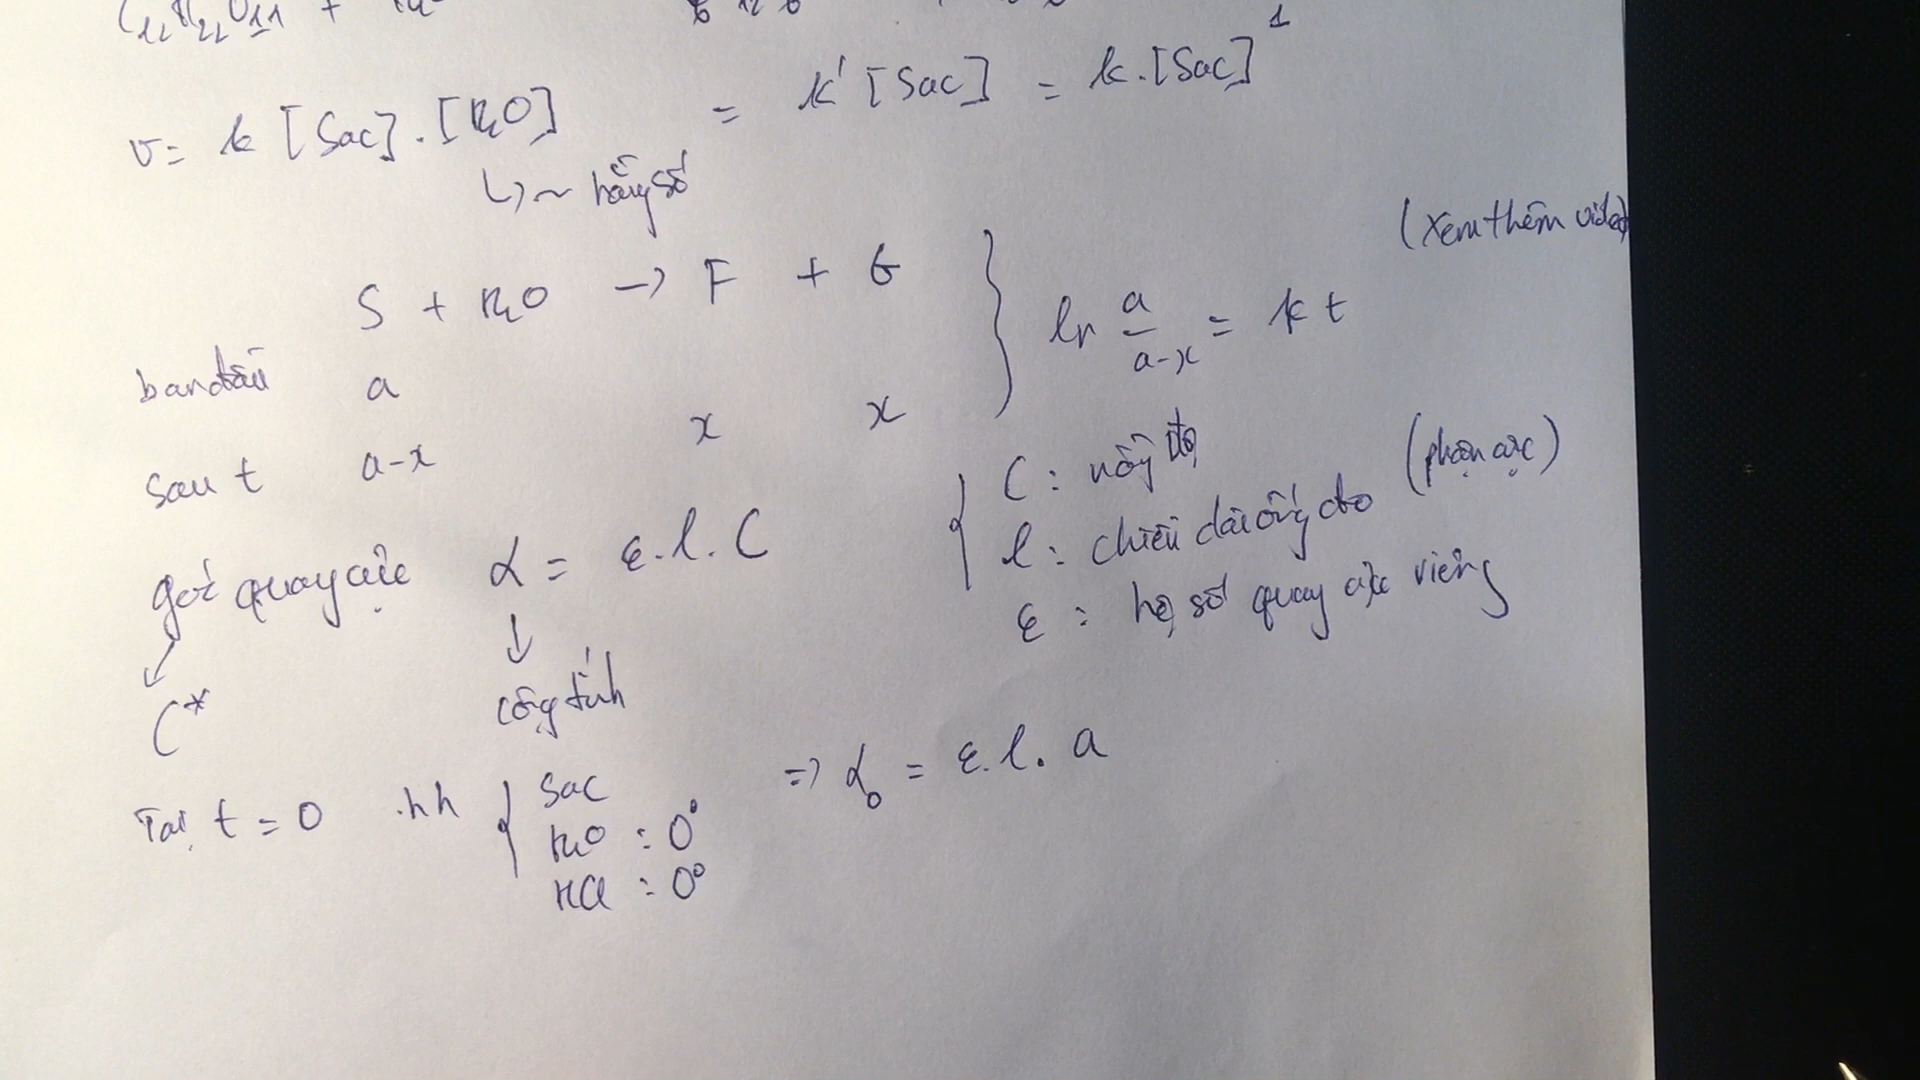 C₁₂H₂₂O₁₁ +
v = k [Sac] . [H₂O] = k' [Sac] = k . [Sac]¹
↳ ~ hằng số
(xem thêm video)
S + H₂O → F + G } ln a/(a-x) = kt
ban đầu a
sau t a-x x x
góc quay cực α = ε.l.C { C : nồng độ
l : chiều dài ống đo (phân cực)
ε : hệ số quay cực riêng
↙ ↓
C* cộng tính
Tại t = 0 hh { Sac ⇒ α₀ = ε.l.a
H₂O : 0°
HCl : 0°